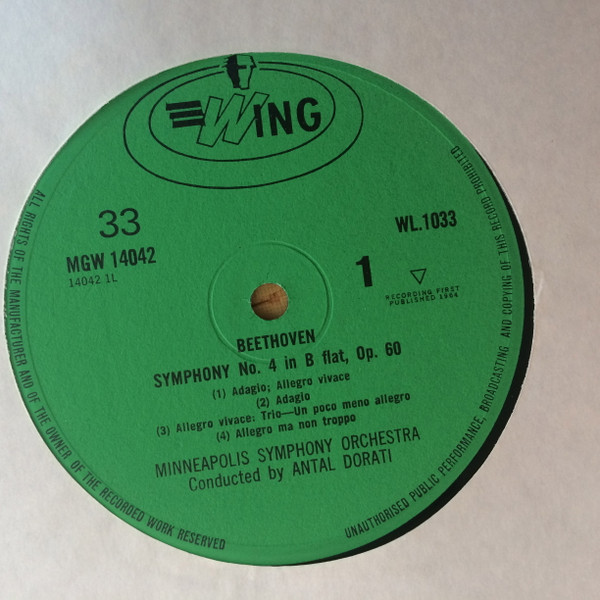 WING
33
WL.1033
MGW 14042
14042 1L
1
RECORDING FIRST
PUBLISHED 1964
BEETHOVEN
SYMPHONY No. 4 in B flat, Op. 60
(1) Adagio; Allegro vivace
(2) Adagio
(3) Allegro vivace: Trio—Un poco meno allegro
(4) Allegro ma non troppo
MINNEAPOLIS SYMPHONY ORCHESTRA
Conducted by ANTAL DORATI
ALL RIGHTS OF THE MANUFACTURER AND OF THE OWNER OF THE RECORDED WORK RESERVED
UNAUTHORISED PUBLIC PERFORMANCE, BROADCASTING AND COPYING OF THIS RECORD PROHIBITED